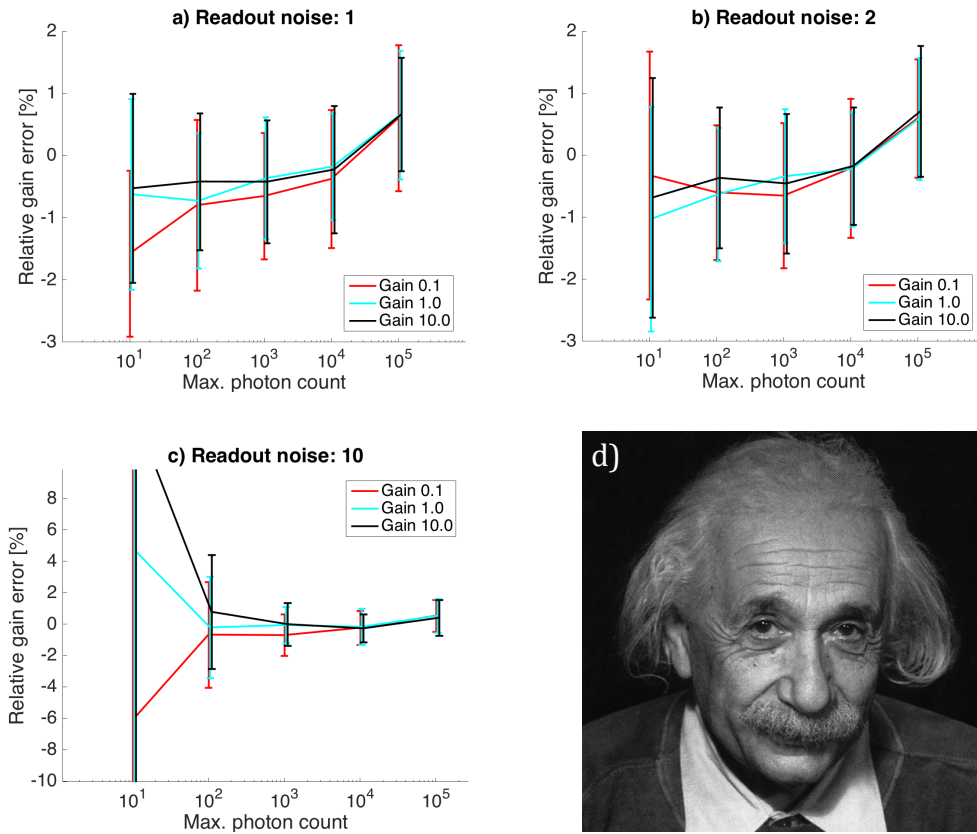 a) Readout noise: 1
Relative gain error [%]
2
1
0
-1
-2
-3
Gain 0.1
Gain 1.0
Gain 10.0
10¹
10²
10³
10⁴
10⁵
Max. photon count
b) Readout noise: 2
Relative gain error [%]
2
1
0
-1
-2
-3
Gain 0.1
Gain 1.0
Gain 10.0
10¹
10²
10³
10⁴
10⁵
Max. photon count
c) Readout noise: 10
Relative gain error [%]
8
6
4
2
0
-2
-4
-6
-8
-10
Gain 0.1
Gain 1.0
Gain 10.0
10¹
10²
10³
10⁴
10⁵
Max. photon count
d)